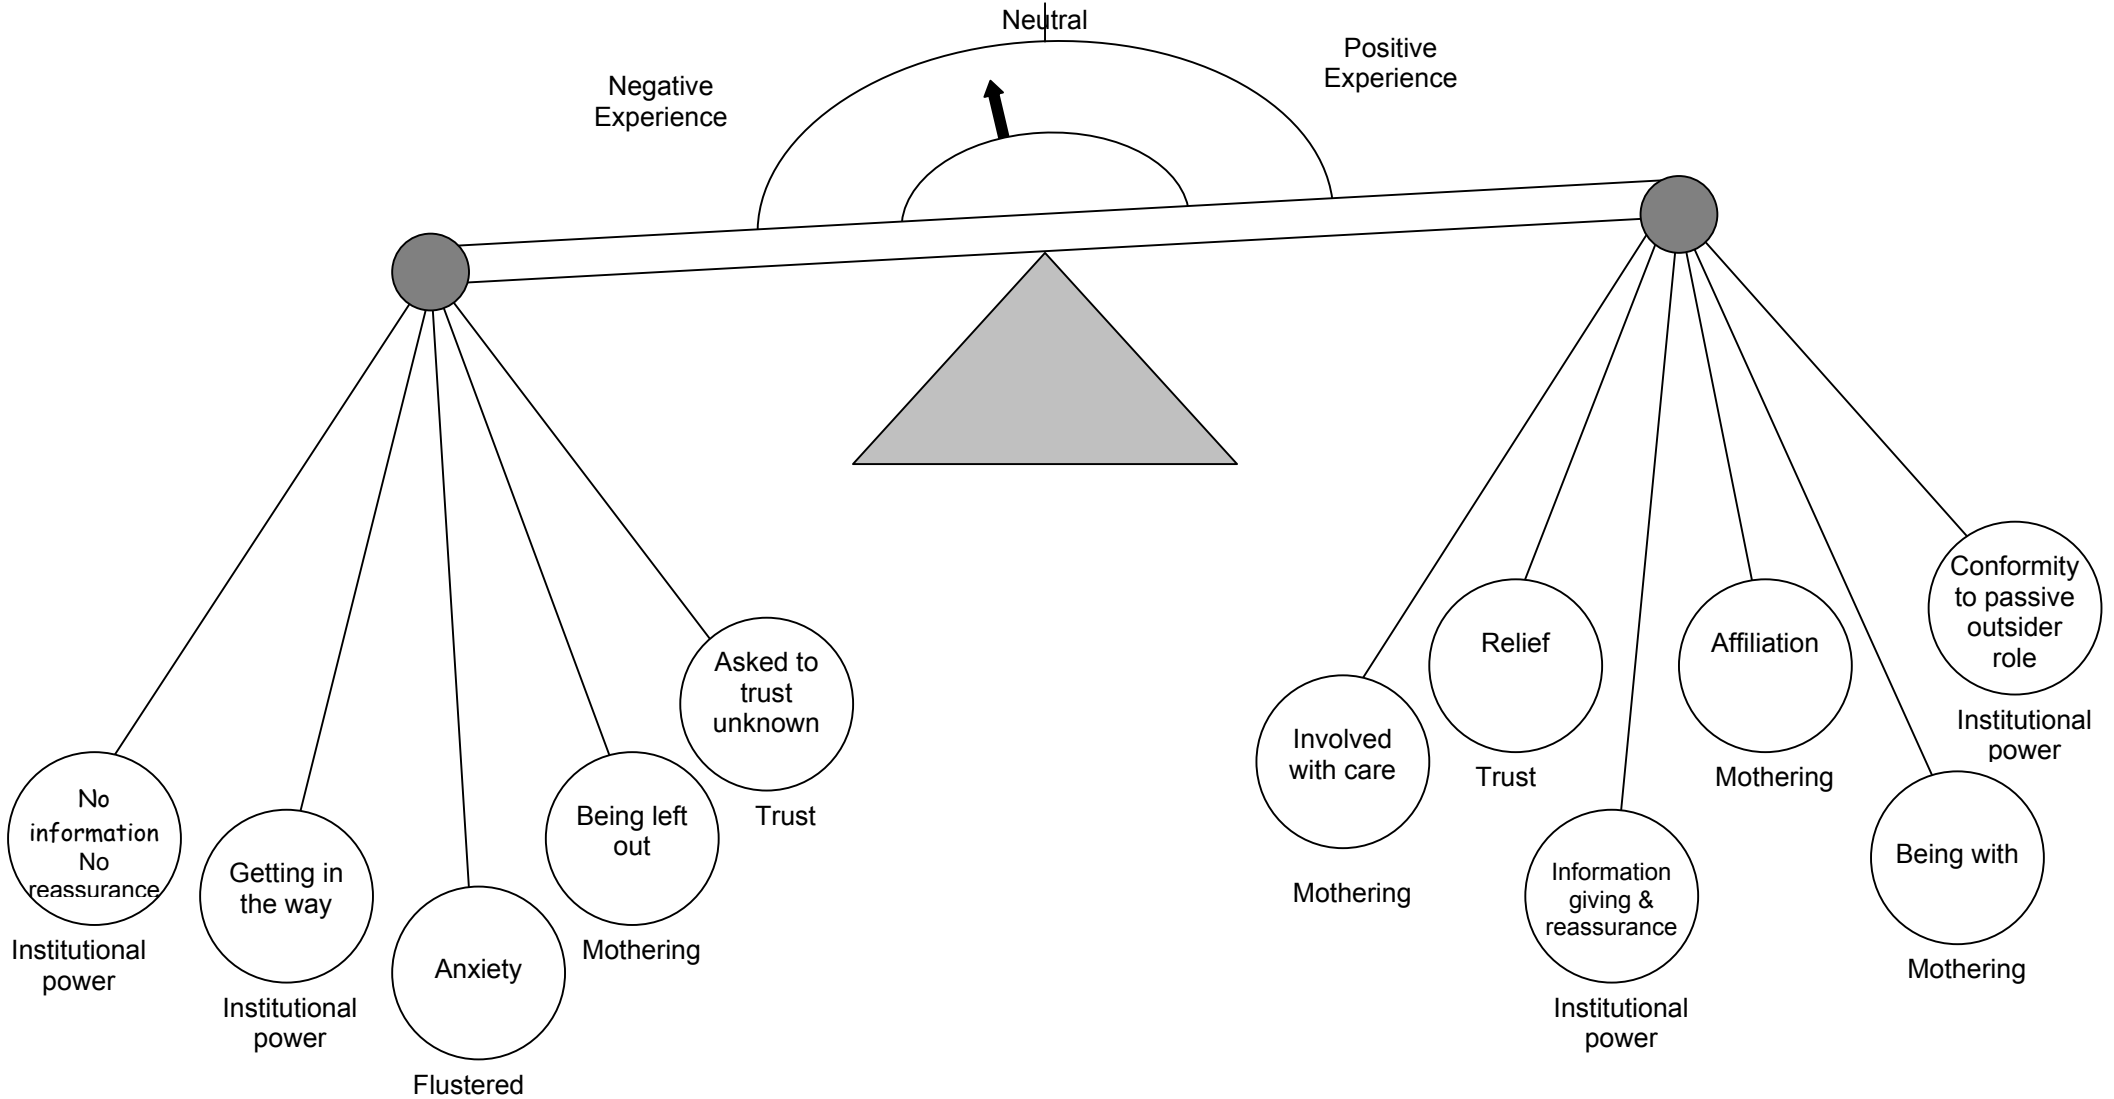 Neutral
Negative
Experience
Positive
Experience
No
information
No
reassurance
Institutional
power
Getting in
the way
Institutional
power
Anxiety
Flustered
Being left
out
Mothering
Asked to
trust
unknown
Trust
Involved
with care
Mothering
Relief
Trust
Information
giving &
reassurance
Institutional
power
Affiliation
Mothering
Being with
Mothering
Conformity
to passive
outsider
role
Institutional
power